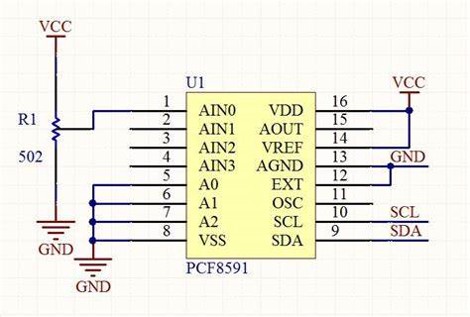 VCC
VCC
U1
1 AIN0 VDD 16
2 AIN1 AOUT 15
3 AIN2 VREF 14
4 AIN3 AGND 13 GND
5 A0 EXT 12
6 A1 OSC 11
7 A2 SCL 10 SCL
8 VSS SDA 9 SDA
R1
502
GND
GND
PCF8591